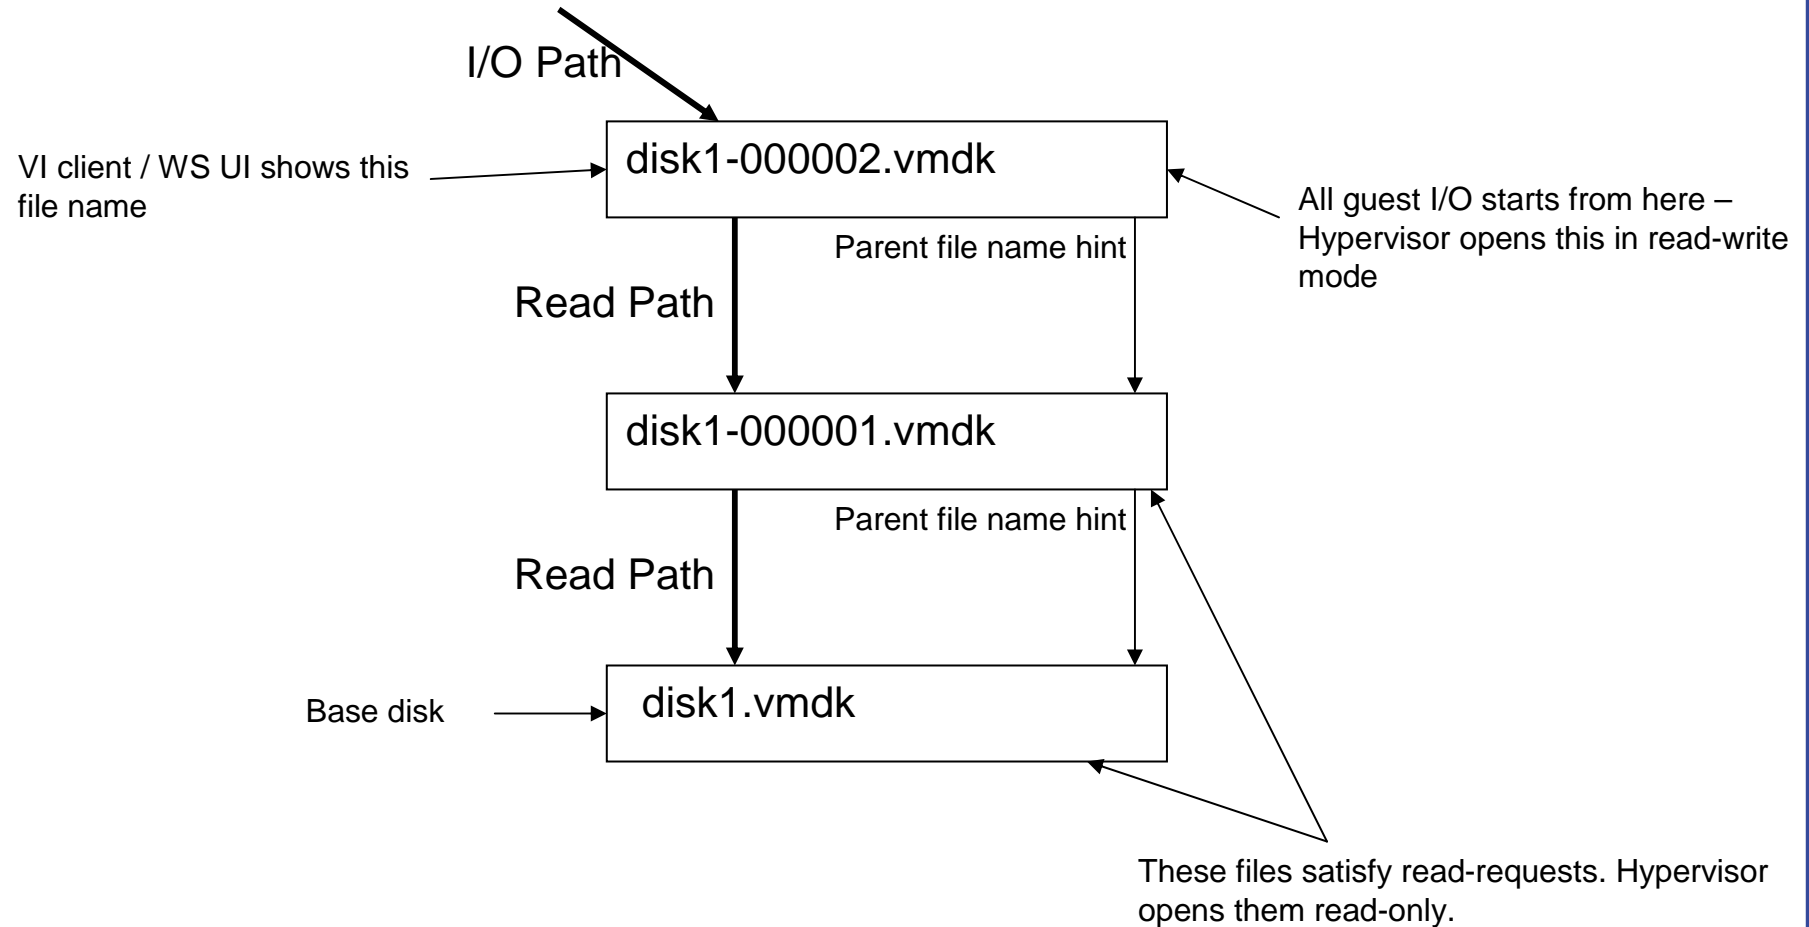 I/O Path
disk1-000002.vmdk
VI client / WS UI shows this
file name
All guest I/O starts from here –
Hypervisor opens this in read-write
mode
Parent file name hint
Read Path
disk1-000001.vmdk
Parent file name hint
Read Path
Base disk
disk1.vmdk
These files satisfy read-requests. Hypervisor
opens them read-only.